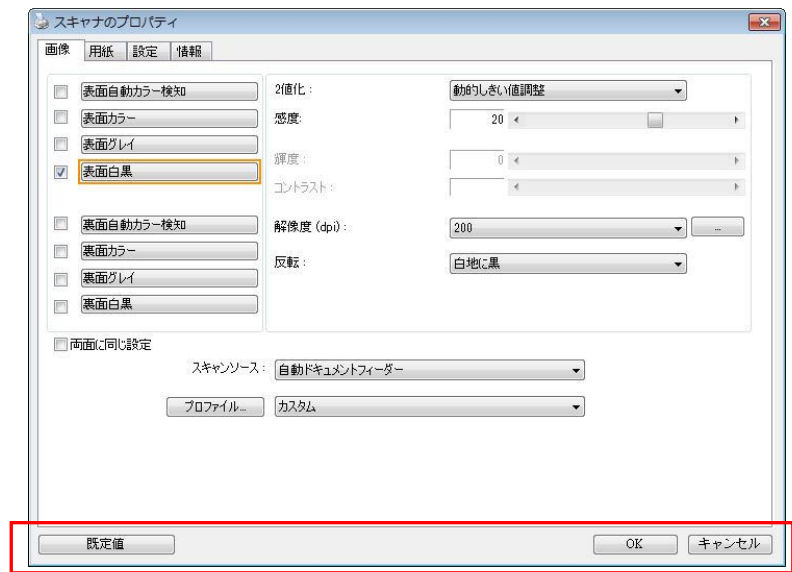 スキャナのプロパティ
画像 用紙 設定 情報
表面自動カラー検知
表面カラー
表面グレイ
表面白黒
裏面自動カラー検知
裏面カラー
裏面グレイ
裏面白黒
2値化 : 動的しきい値調整
感度: 20
輝度 : 0
コントラスト :
解像度 (dpi) : 200 ...
反転 : 白地に黒
両面に同じ設定
スキャンソース : 自動ドキュメントフィーダー
プロファイル... カスタム
既定値 OK キャンセル